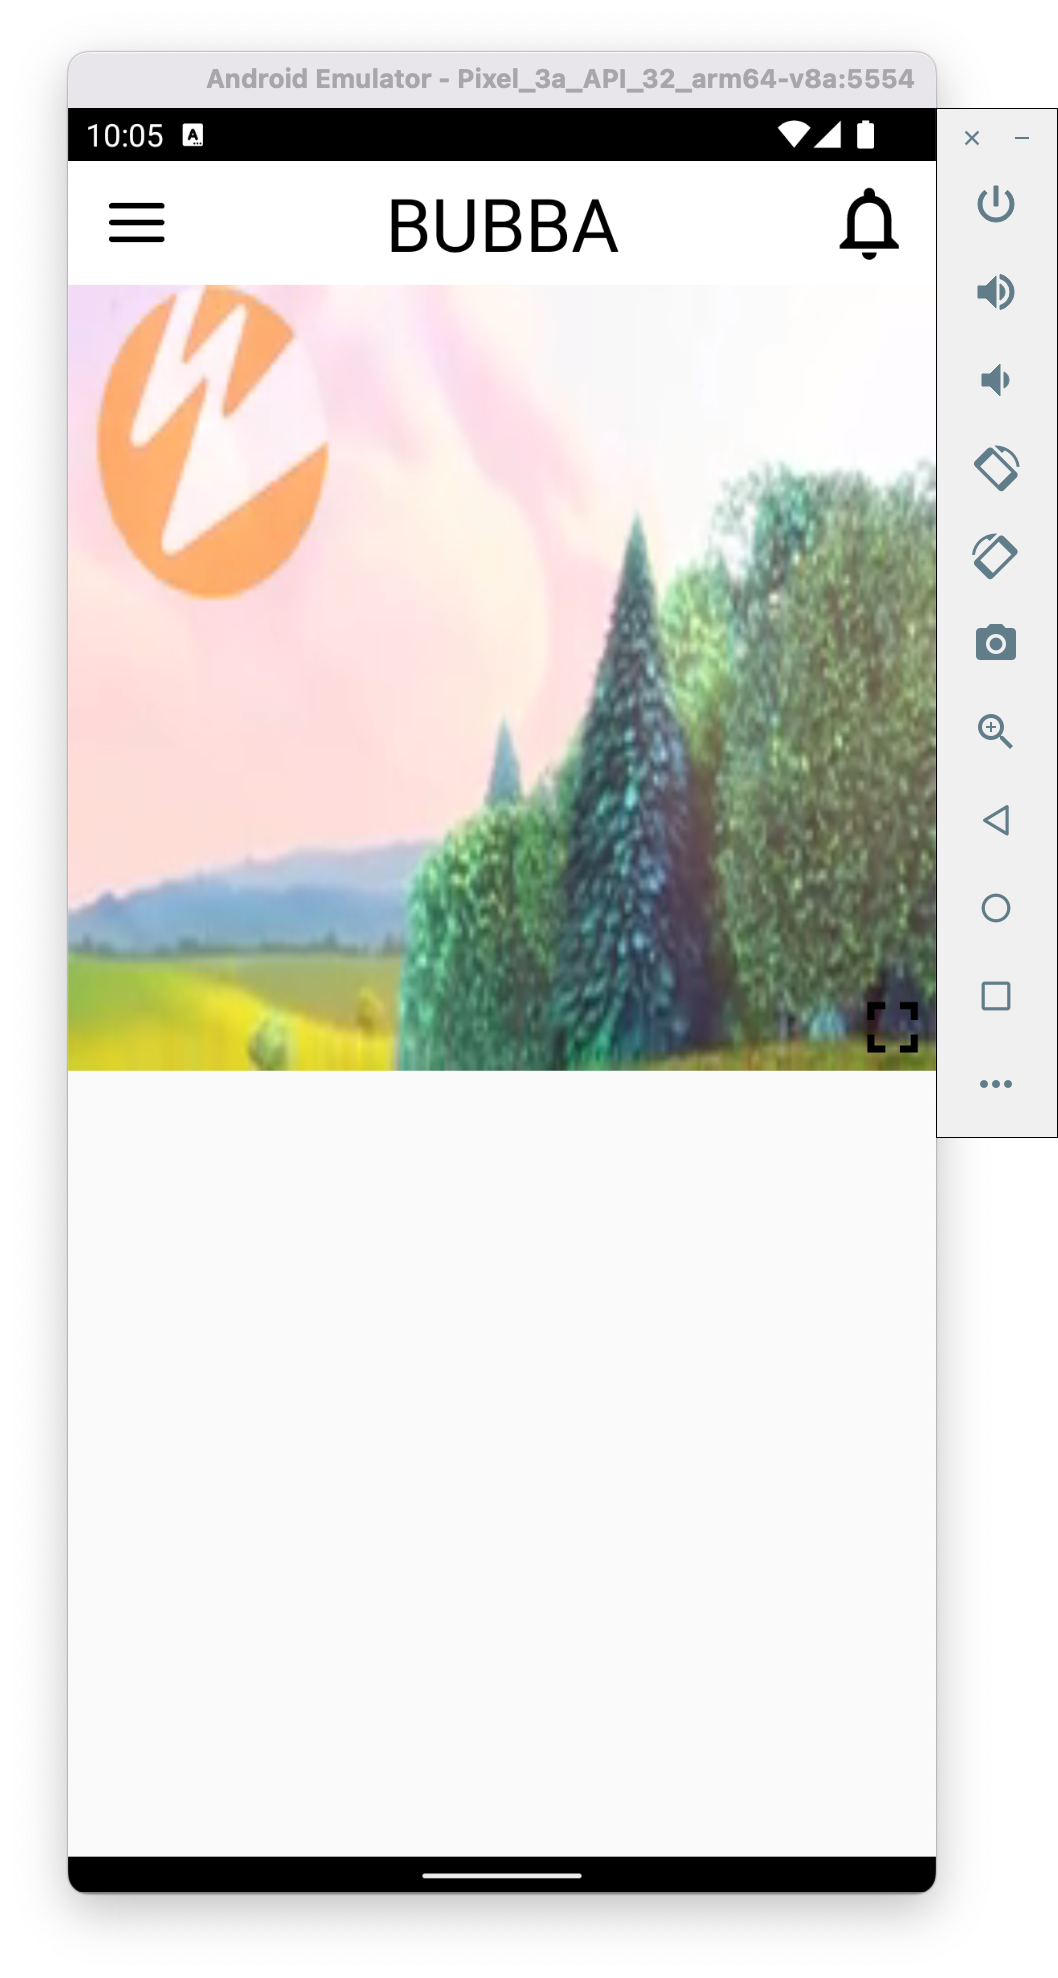 Android Emulator - Pixel_3a_API_32_arm64-v8a:5554
10:05 A
BUBBA